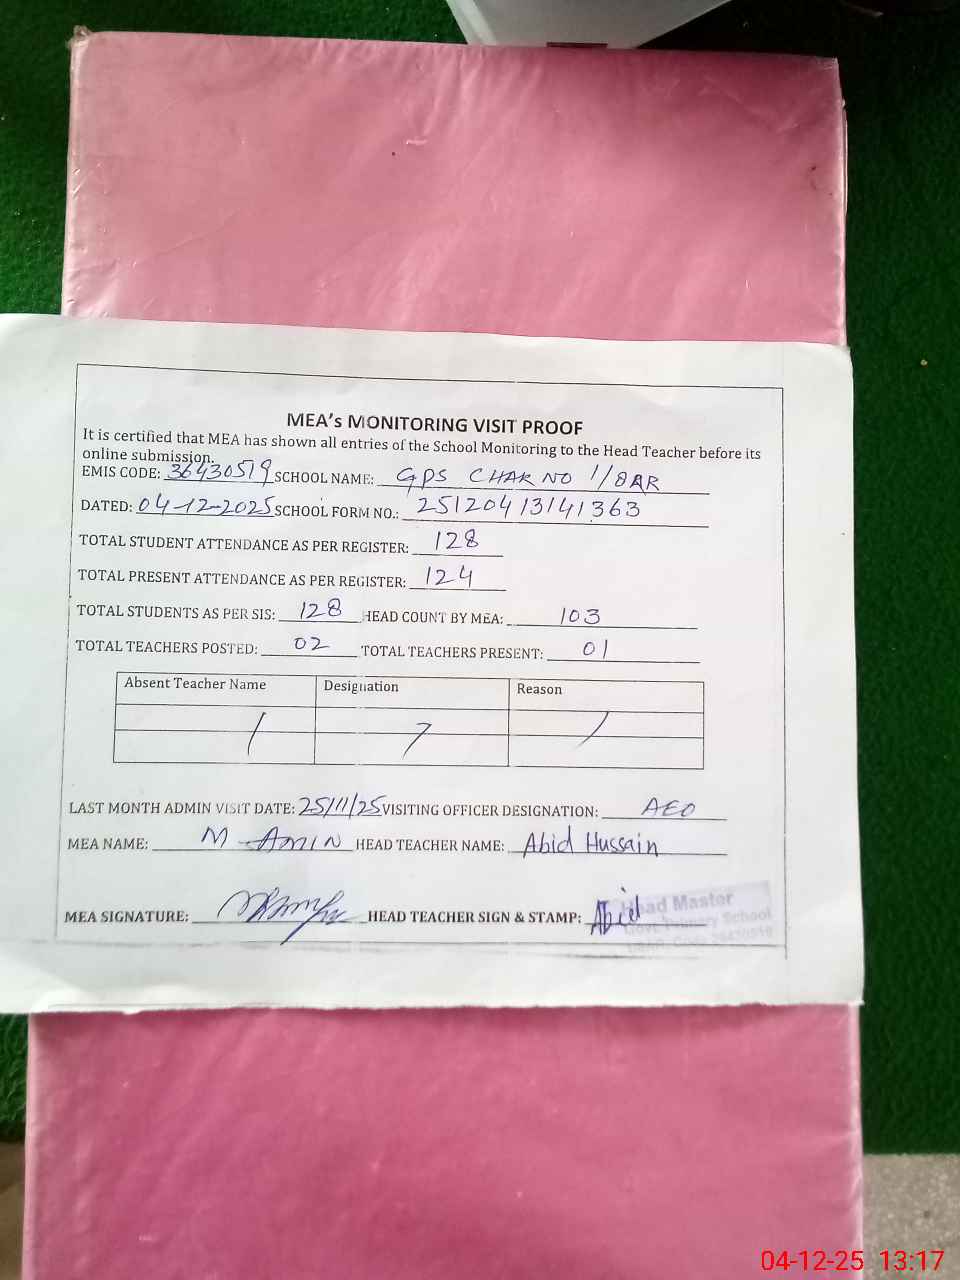 MEA's MONITORING VISIT PROOF
It is certified that MEA has shown all entries of the School Monitoring to the Head Teacher before its
online submission.
EMIS CODE: 36430519 SCHOOL NAME: GPS CHAK NO 1/8AR
DATED: 04-12-2025 SCHOOL FORM NO.: 25120413141363
TOTAL STUDENT ATTENDANCE AS PER REGISTER: 128
TOTAL PRESENT ATTENDANCE AS PER REGISTER: 124
TOTAL STUDENTS AS PER SIS: 128 HEAD COUNT BY MEA: 103
TOTAL TEACHERS POSTED: 02 TOTAL TEACHERS PRESENT: 01
Absent Teacher Name Designation Reason
LAST MONTH ADMIN VISIT DATE: 25/11/25 VISITING OFFICER DESIGNATION: AEO
MEA NAME: M-AMIN HEAD TEACHER NAME: Abid Hussain
MEA SIGNATURE: HEAD TEACHER SIGN & STAMP: Abid
Head Master
Govt. Primary School
04-12-25 13:17